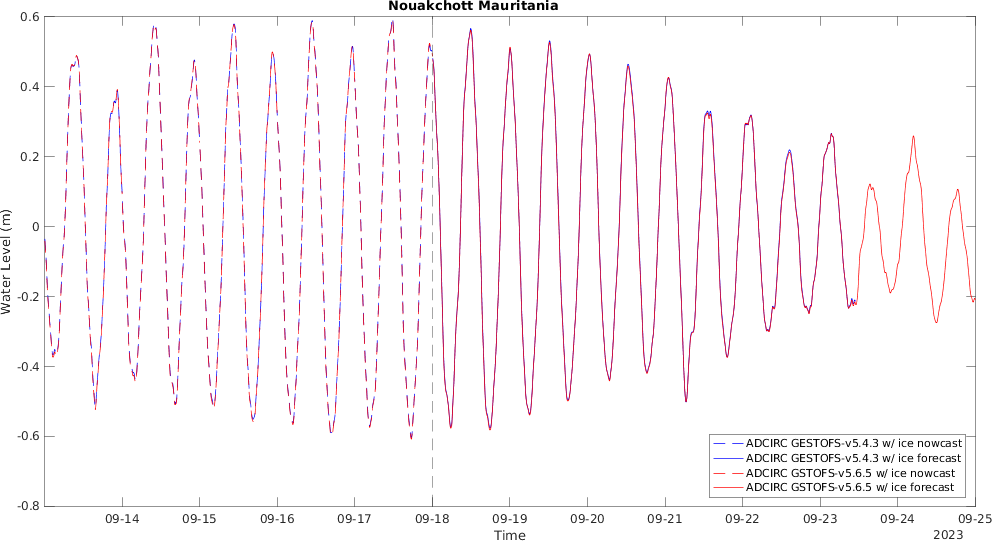 Nouakchott Mauritania
0.6
0.4
0.2
0
-0.2
-0.4
-0.6
-0.8
Water Level (m)
ADCIRC GESTOFS-v5.4.3 w/ ice nowcast
ADCIRC GESTOFS-v5.4.3 w/ ice forecast
ADCIRC GSTOFS-v5.6.5 w/ ice nowcast
ADCIRC GSTOFS-v5.6.5 w/ ice forecast
09-14 09-15 09-16 09-17 09-18 09-19 09-20 09-21 09-22 09-23 09-24 09-25
Time
2023